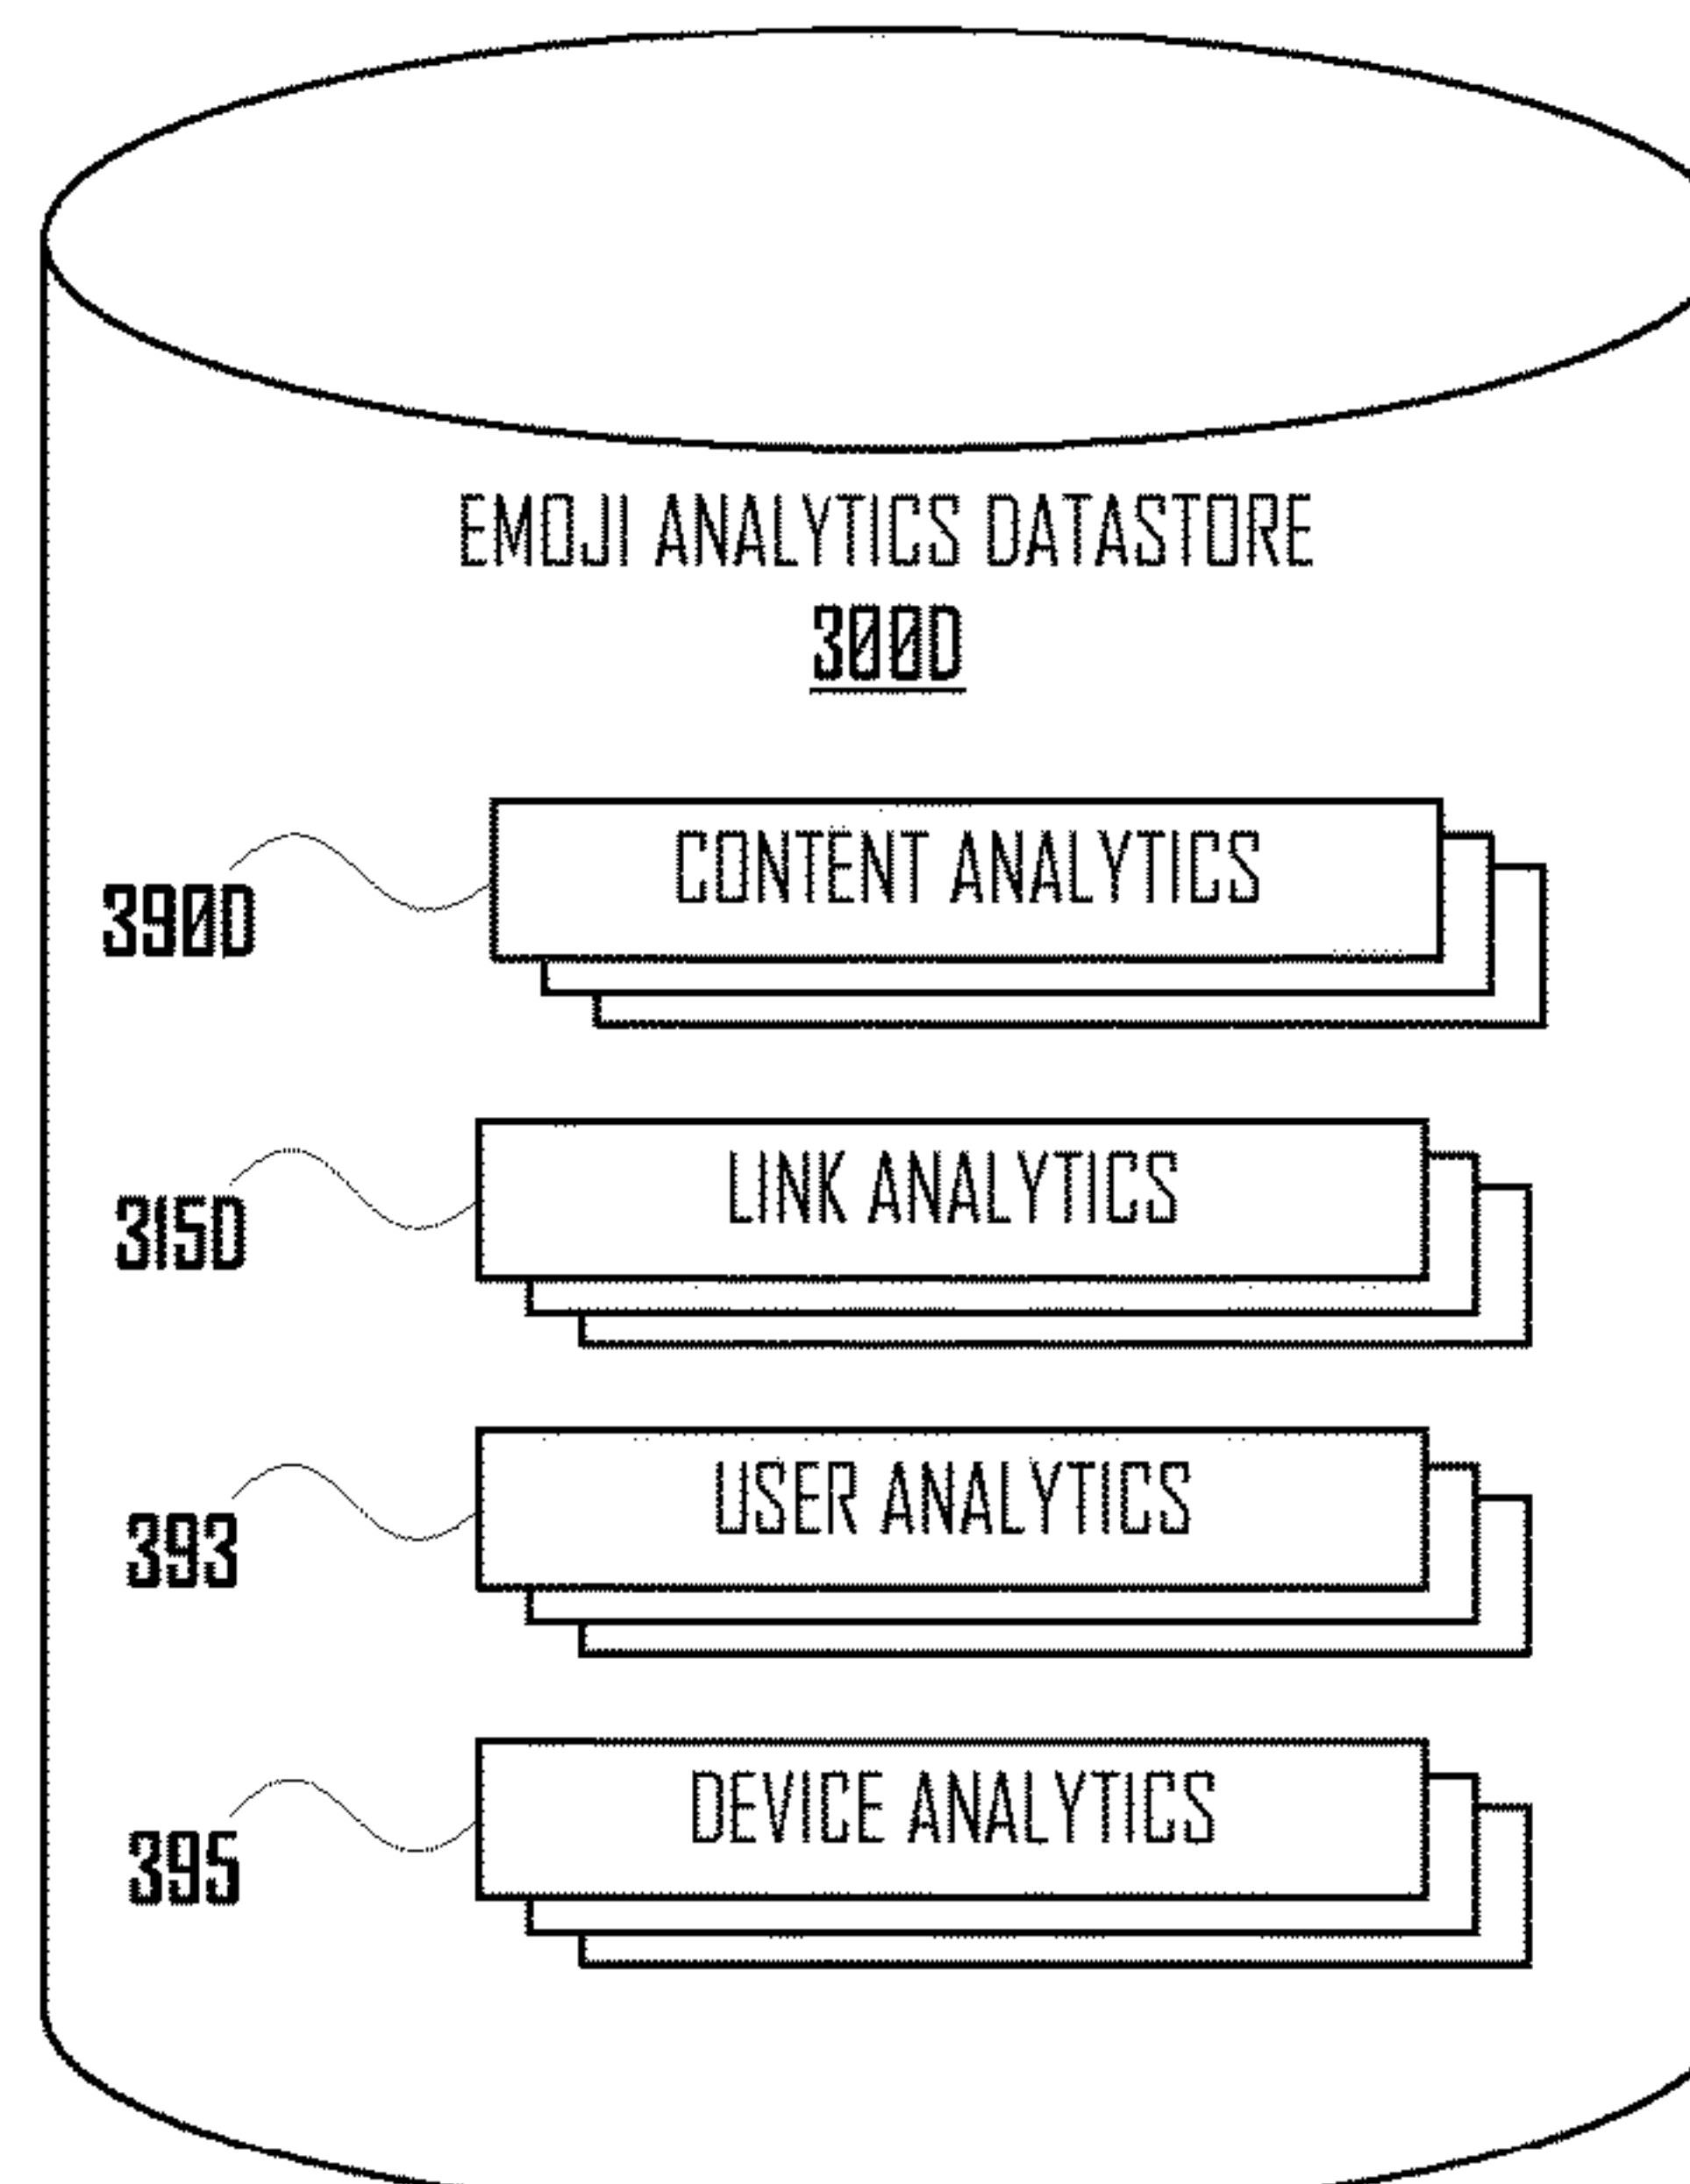 EMOJI ANALYTICS DATASTORE
300D
CONTENT ANALYTICS
390D
LINK ANALYTICS
315D
USER ANALYTICS
393
DEVICE ANALYTICS
395